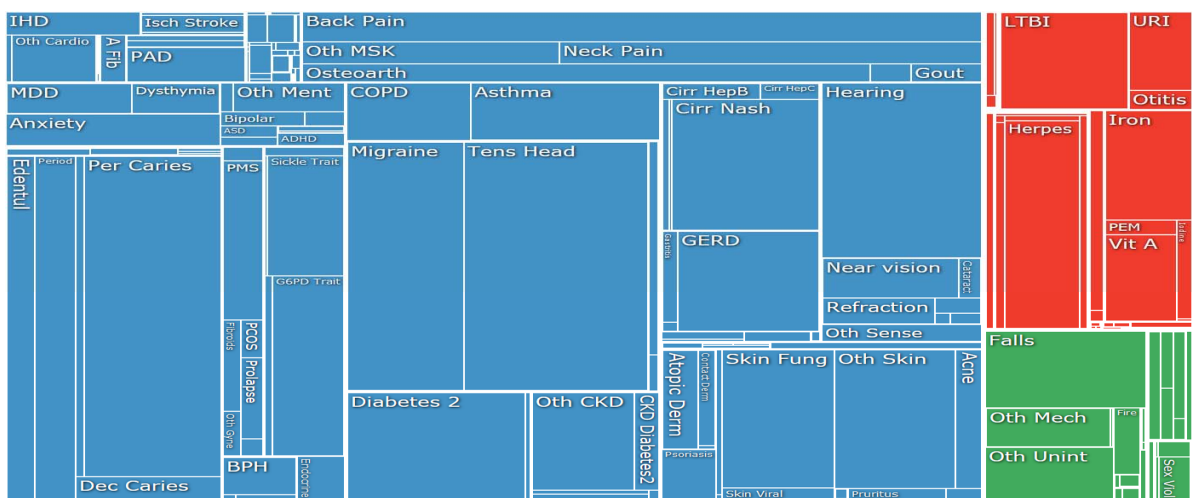 IHD
Isch Stroke
Oth Cardio
A Fib
PAD
Back Pain
Oth MSK
Neck Pain
Osteoarth
Gout
MDD
Dysthymia
Oth Ment
Anxiety
Bipolar
ASD
ADHD
COPD
Asthma
Cirr HepB
Cirr HepC
Cirr Nash
Hearing
Edentul
Period
Per Caries
Dec Caries
PMS
Sickle Trait
G6PD Trait
Fibroids
PCOS
Prolapse
Oth Gyne
BPH
Endocrine
Migraine
Tens Head
Diabetes 2
Oth CKD
CKD Diabetes2
Gastritis
GERD
Near vision
Cataract
Refraction
Oth Sense
Atopic Derm
Contact Derm
Psoriasis
Skin Fung
Oth Skin
Acne
Skin Viral
Pruritus
LTBI
URI
Otitis
Herpes
Iron
PEM
Vit A
Iodine
Falls
Oth Mech
Fire
Oth Unint
Sex Viol